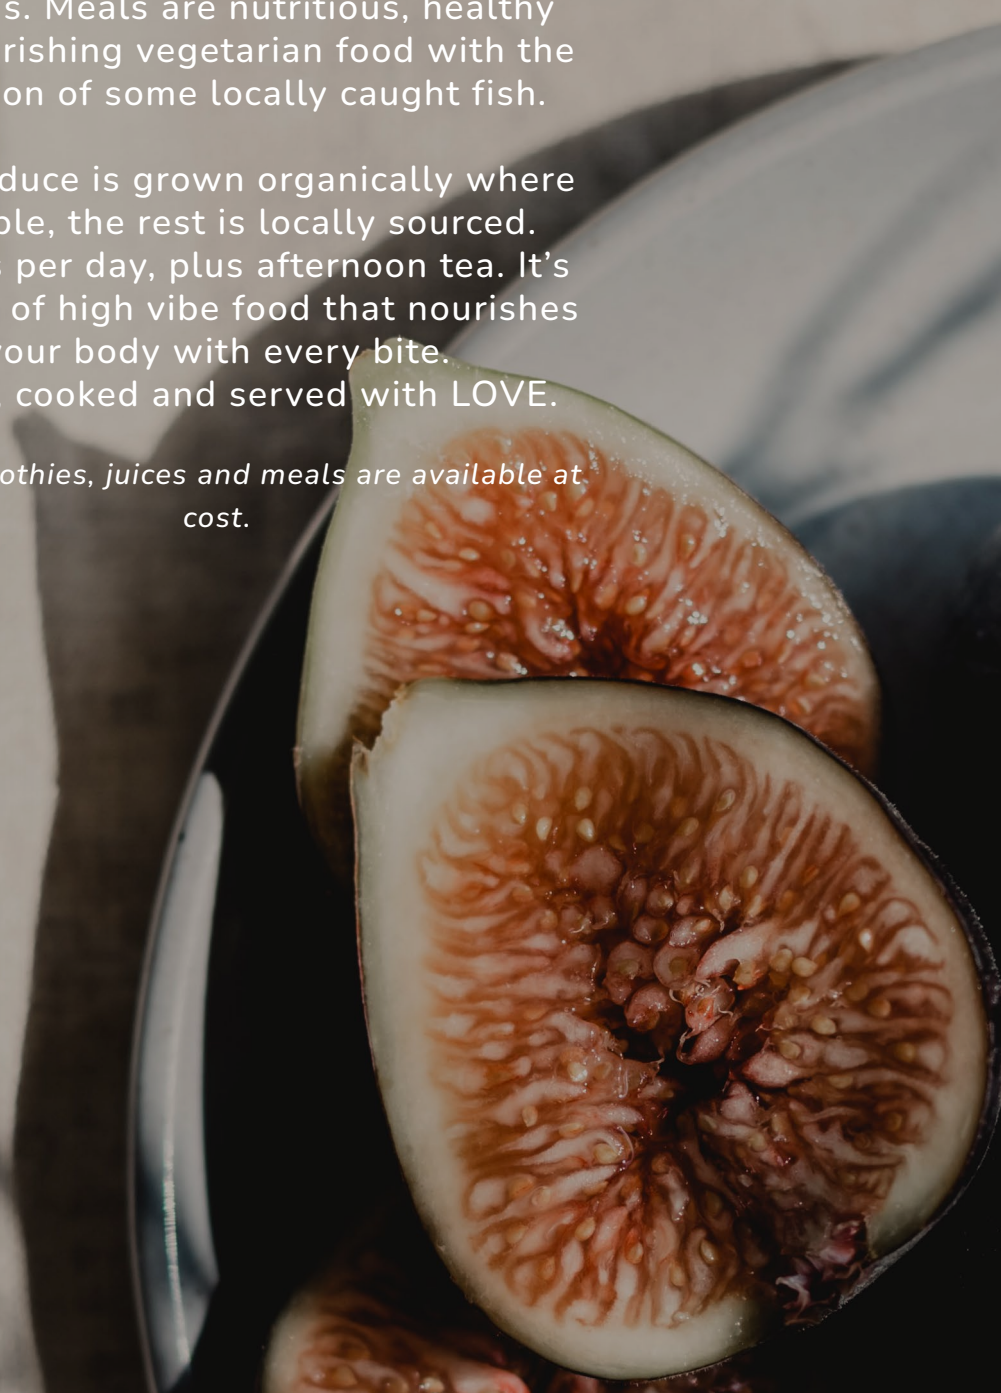 s. Meals are nutritious, healthy
rishing vegetarian food with the
on of some locally caught fish.
duce is grown organically where
ble, the rest is locally sourced.
s per day, plus afternoon tea. It’s
of high vibe food that nourishes
your body with every bite.
. cooked and served with LOVE.
othies, juices and meals are available at
cost.